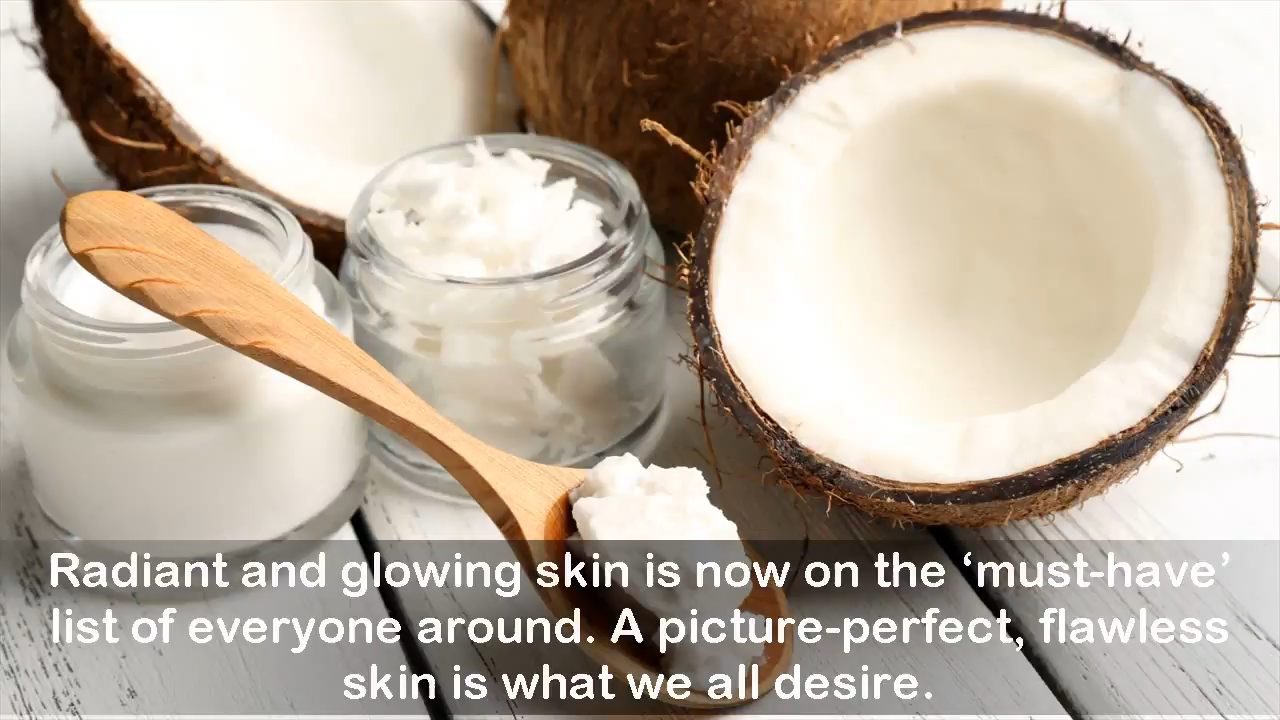 Radiant and glowing skin is now on the ‘must-have’
list of everyone around. A picture-perfect, flawless
skin is what we all desire.